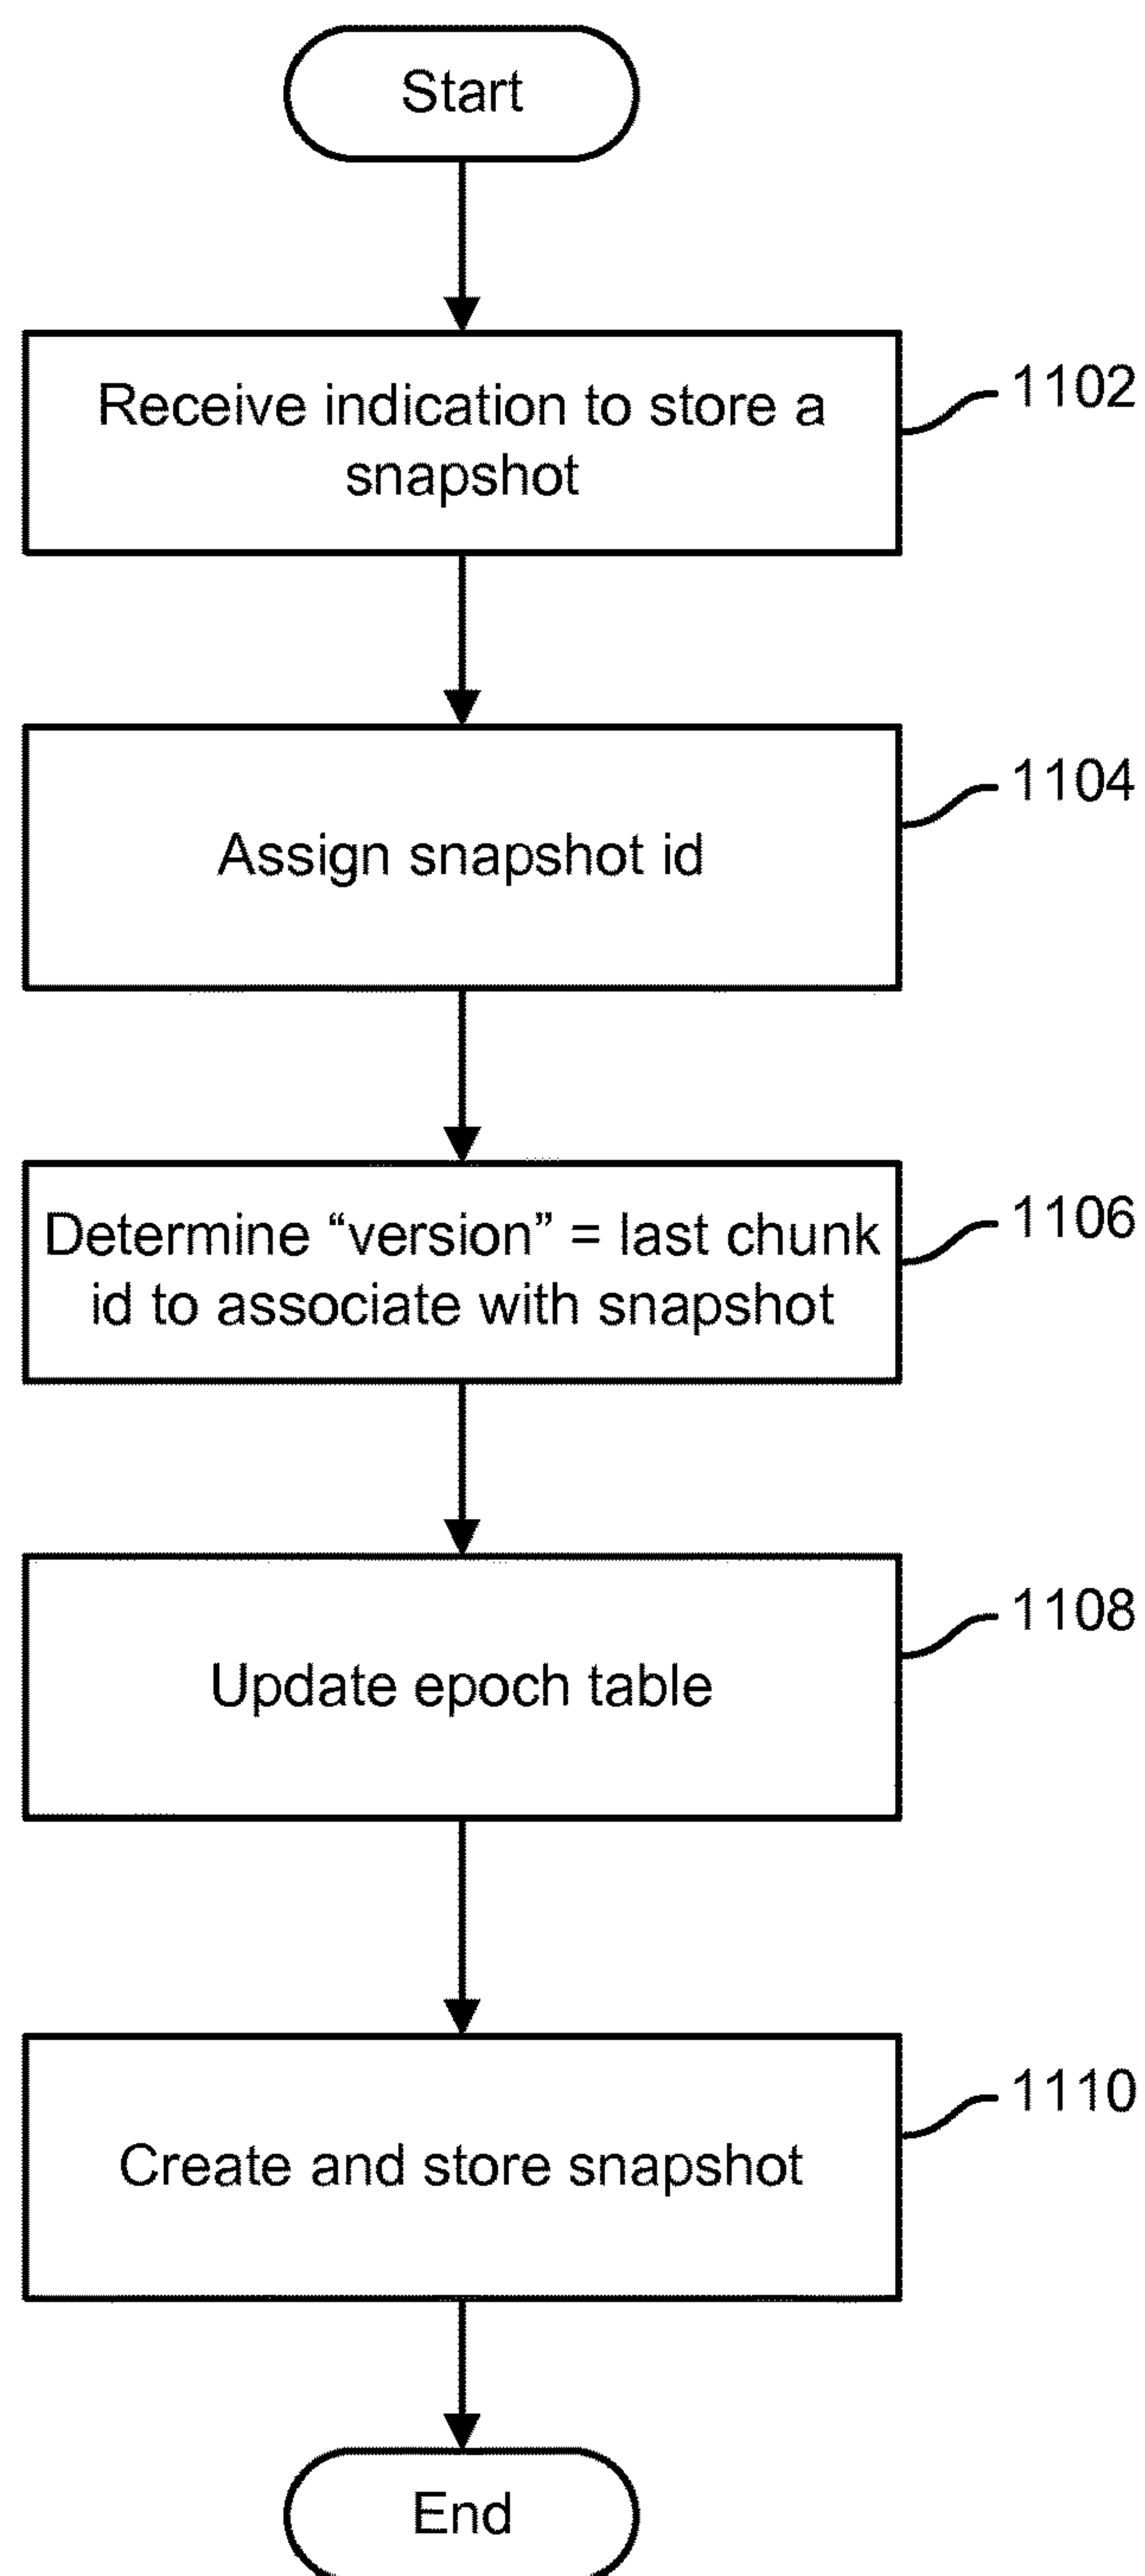 Start
Receive indication to store a
snapshot
1102
Assign snapshot id
1104
Determine “version” = last chunk
id to associate with snapshot
1106
Update epoch table
1108
Create and store snapshot
1110
End